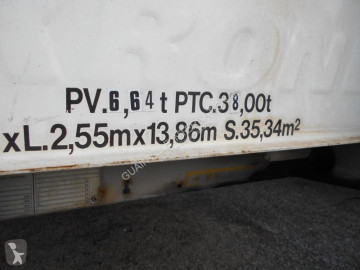 PV.6,64t PTC.38,00t
xL.2,55mx13,86m S.35,34m²